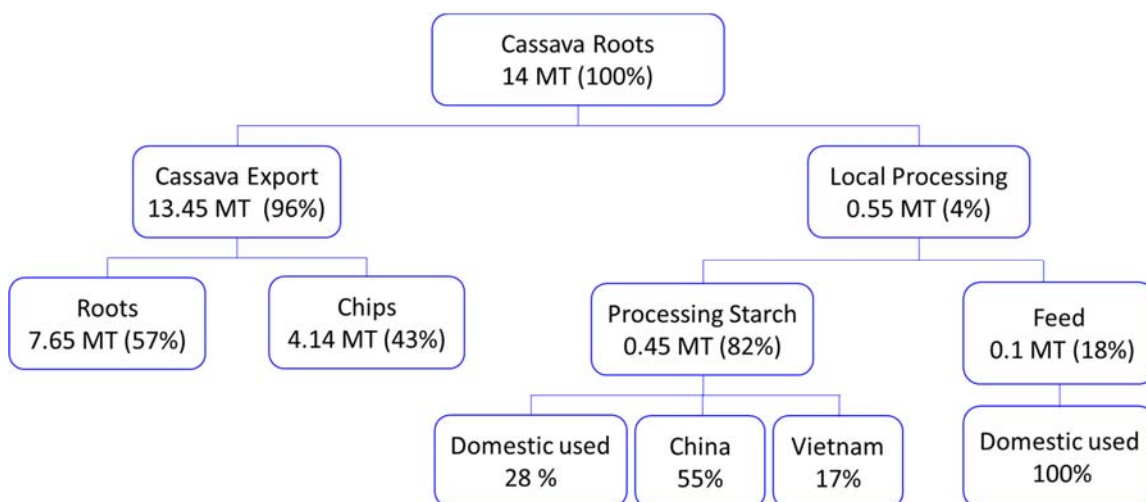 Cassava Roots
14 MT (100%)
Cassava Export
13.45 MT (96%)
Local Processing
0.55 MT (4%)
Roots
7.65 MT (57%)
Chips
4.14 MT (43%)
Processing Starch
0.45 MT (82%)
Feed
0.1 MT (18%)
Domestic used
28 %
China
55%
Vietnam
17%
Domestic used
100%